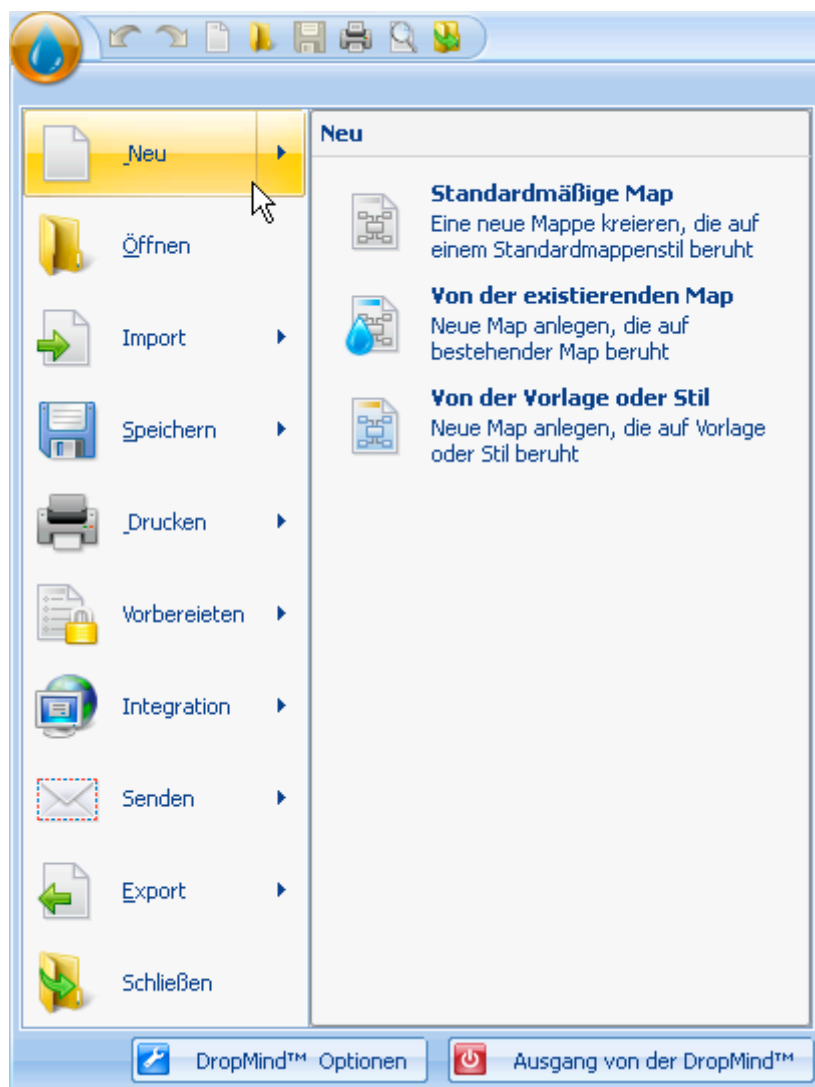 Neu
Öffnen
Import
Speichern
Drucken
Vorbereieten
Integration
Senden
Export
Schließen
Neu
Standardmäßige Map
Eine neue Mappe kreieren, die auf
einem Standardmappenstil beruht
Von der existierenden Map
Neue Map anlegen, die auf
bestehender Map beruht
Von der Vorlage oder Stil
Neue Map anlegen, die auf Vorlage
oder Stil beruht
DropMind™ Optionen
Ausgang von der DropMind™